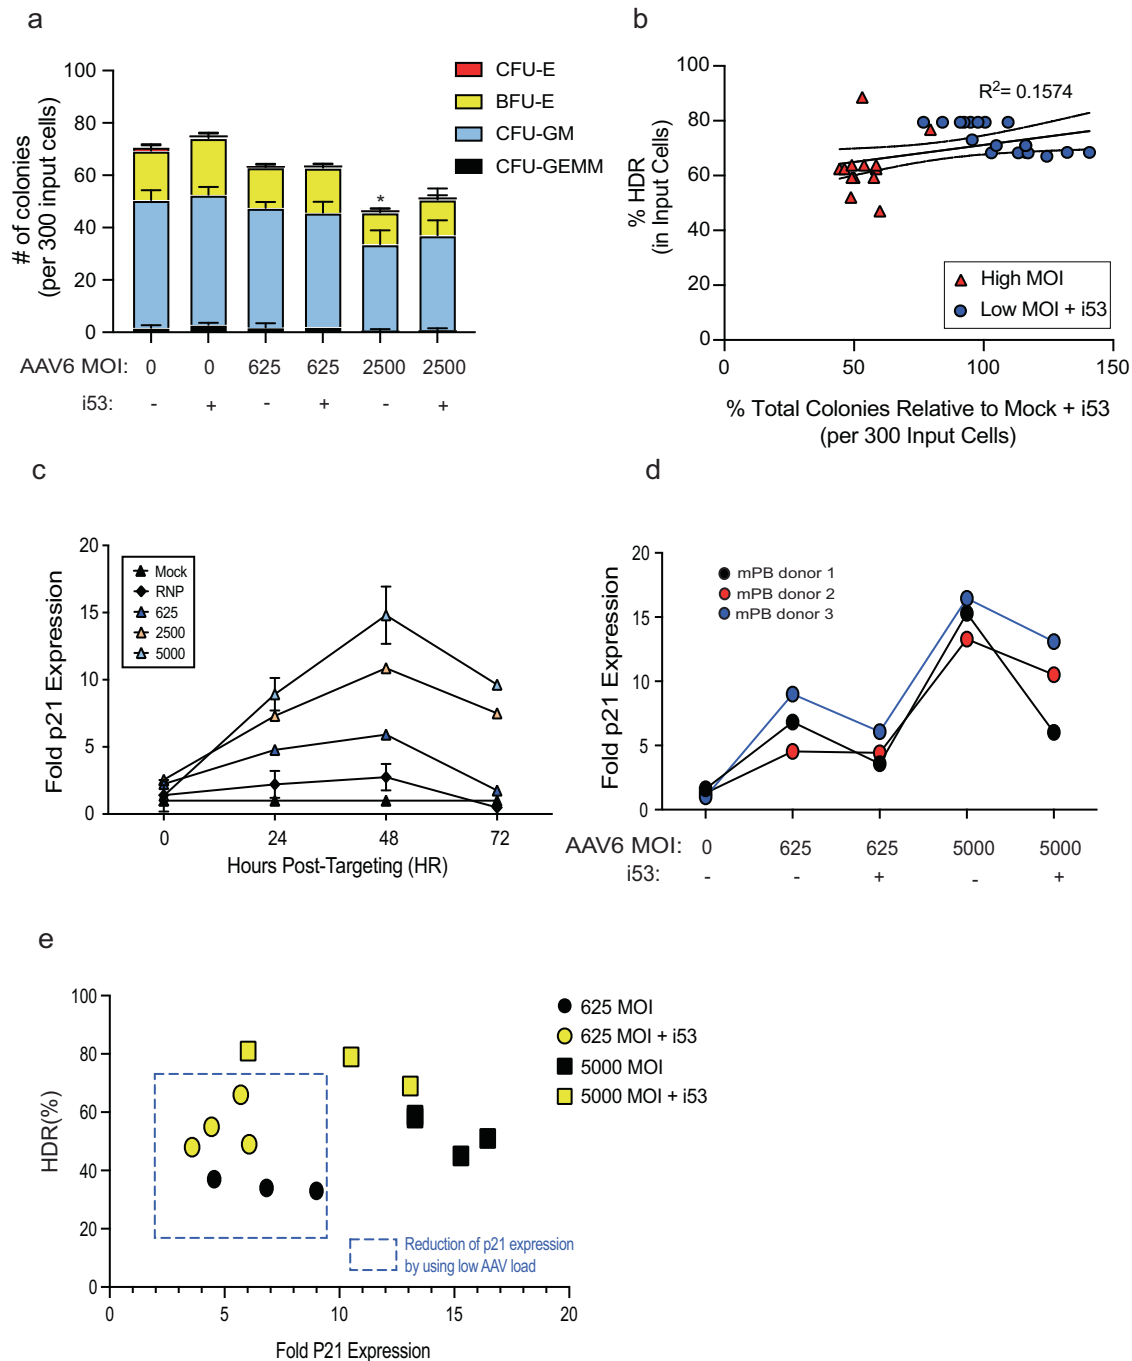 a
# of colonies
(per 300 input cells)
100
80
60
40
20
0
*
CFU-E
BFU-E
CFU-GM
CFU-GEMM
AAV6 MOI: 0 0 625 625 2500 2500
i53: - + - + - +
b
% HDR
(in Input Cells)
100
80
60
40
20
0
R²= 0.1574
High MOI
Low MOI + i53
0 50 100 150
% Total Colonies Relative to Mock + i53
(per 300 Input Cells)
c
Fold p21 Expression
20
15
10
5
0
Mock
RNP
625
2500
5000
0 24 48 72
Hours Post-Targeting (HR)
d
Fold p21 Expression
20
15
10
5
0
mPB donor 1
mPB donor 2
mPB donor 3
AAV6 MOI: 0 625 625 5000 5000
i53: - - + - +
e
HDR(%)
100
80
60
40
20
0
625 MOI
625 MOI + i53
5000 MOI
5000 MOI + i53
Reduction of p21 expression
by using low AAV load
0 5 10 15 20
Fold P21 Expression